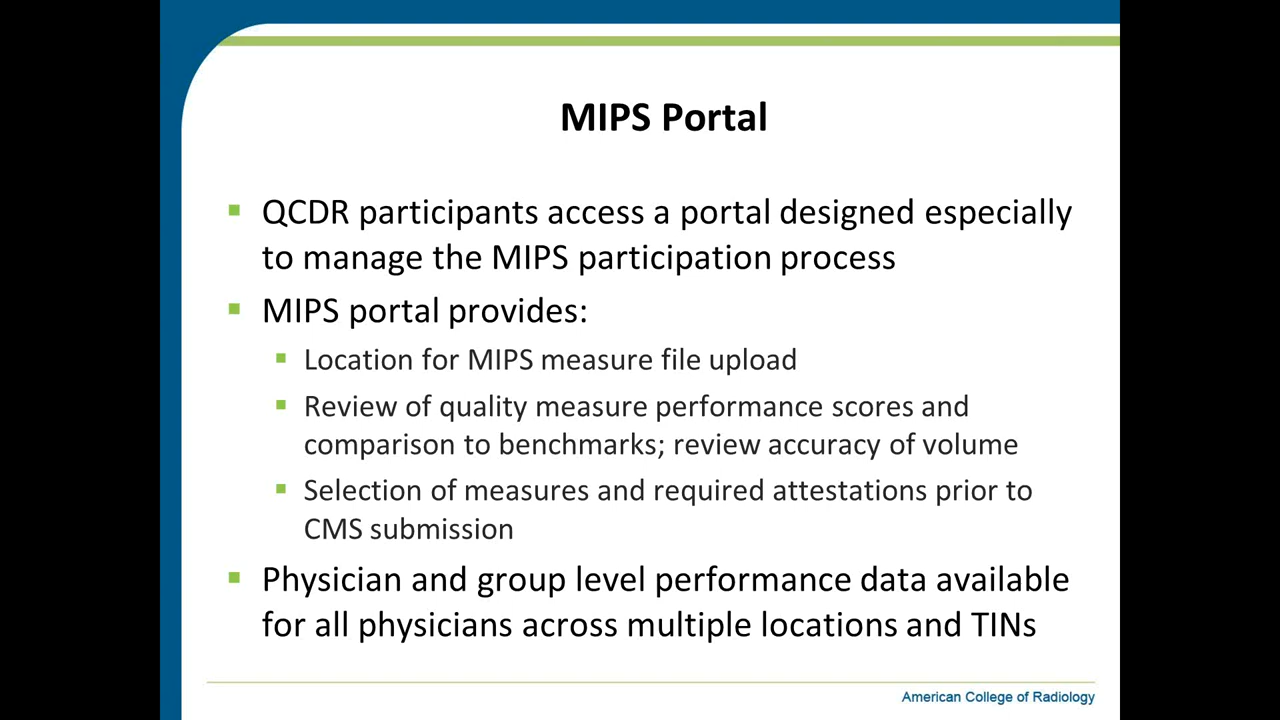 MIPS Portal
QCDR participants access a portal designed especially
to manage the MIPS participation process
MIPS portal provides:
Location for MIPS measure file upload
Review of quality measure performance scores and
comparison to benchmarks; review accuracy of volume
Selection of measures and required attestations prior to
CMS submission
Physician and group level performance data available
for all physicians across multiple locations and TINs
American College of Radiology